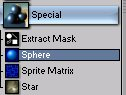 Special
Extract Mask
Sphere
Sprite Matrix
Star